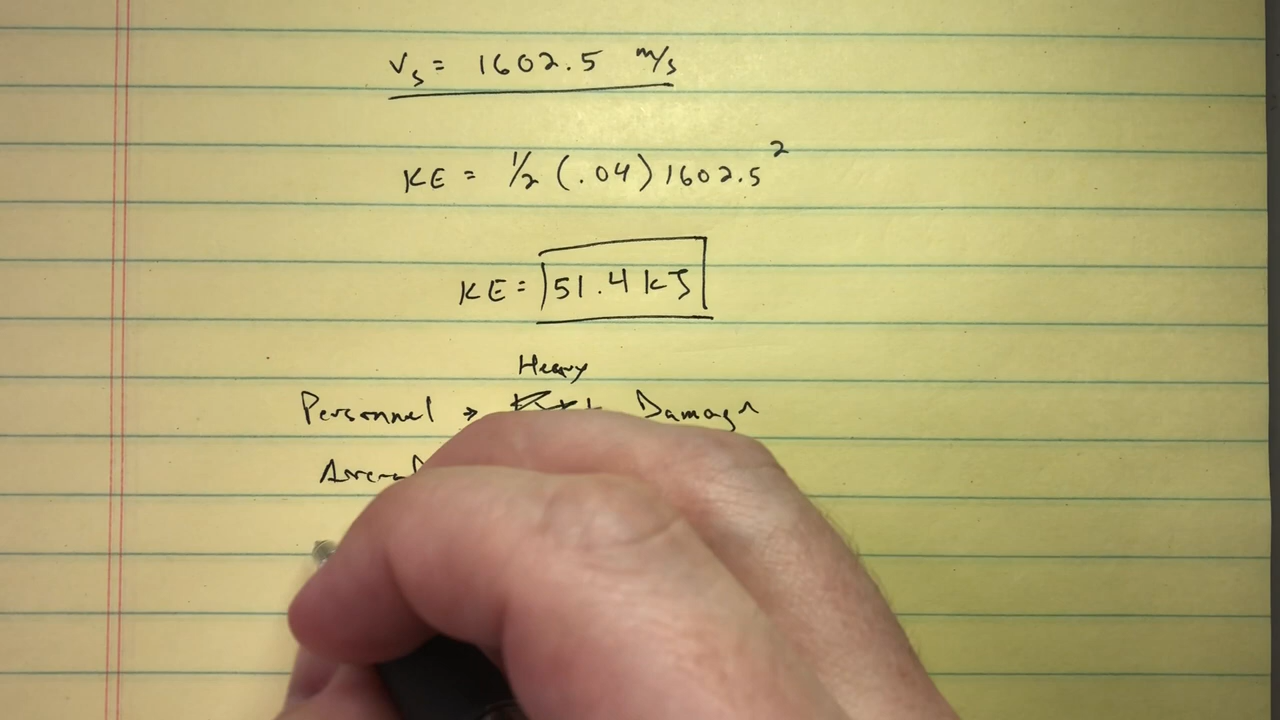 Vs = 1602.5 m/s
KE = 1/2 (.04) 1602.5²
KE = 51.4 kJ
Heavy
Personnel → Damage